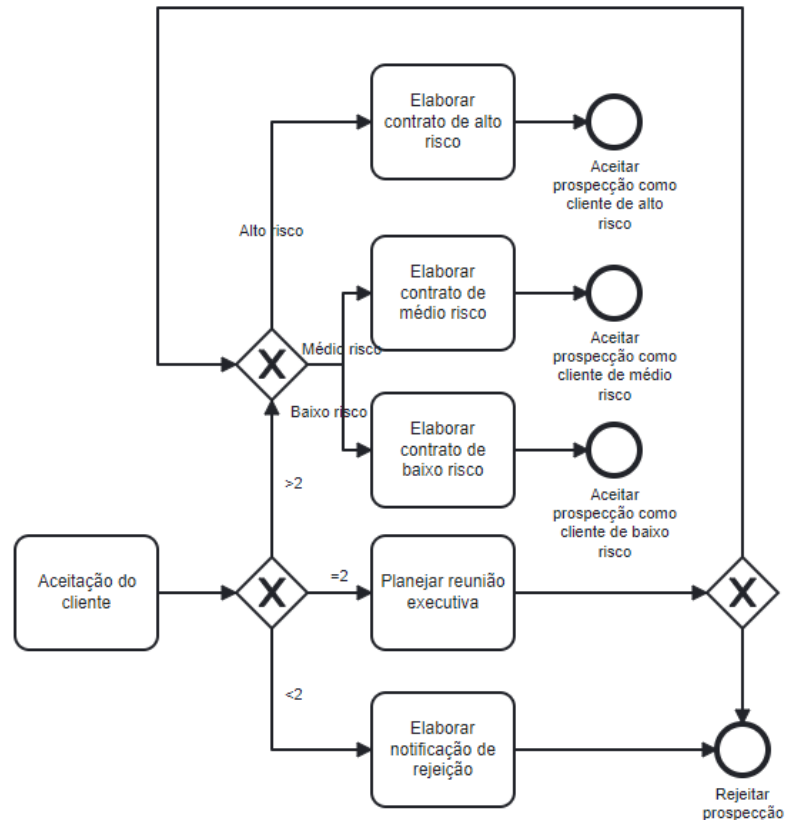 Elaborar
contrato de alto
risco
Aceitar
prospecção como
cliente de alto
risco
Alto risco
Elaborar
contrato de
médio risco
Aceitar
prospecção como
cliente de médio
risco
X
Médio risco
Baixo risco
Elaborar
contrato de
baixo risco
Aceitar
prospecção como
cliente de baixo
risco
>2
Aceitação do
cliente
X
=2
Planejar reunião
executiva
X
<2
Elaborar
notificação de
rejeição
Rejeitar
prospecção